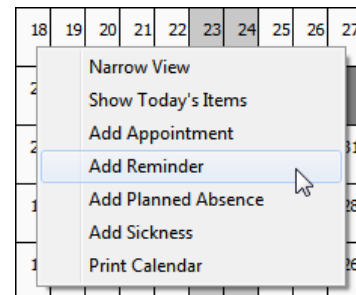 18 19 20 21 22 23 24 25 26 27
Narrow View
Show Today's Items
Add Appointment
Add Reminder
Add Planned Absence
Add Sickness
Print Calendar